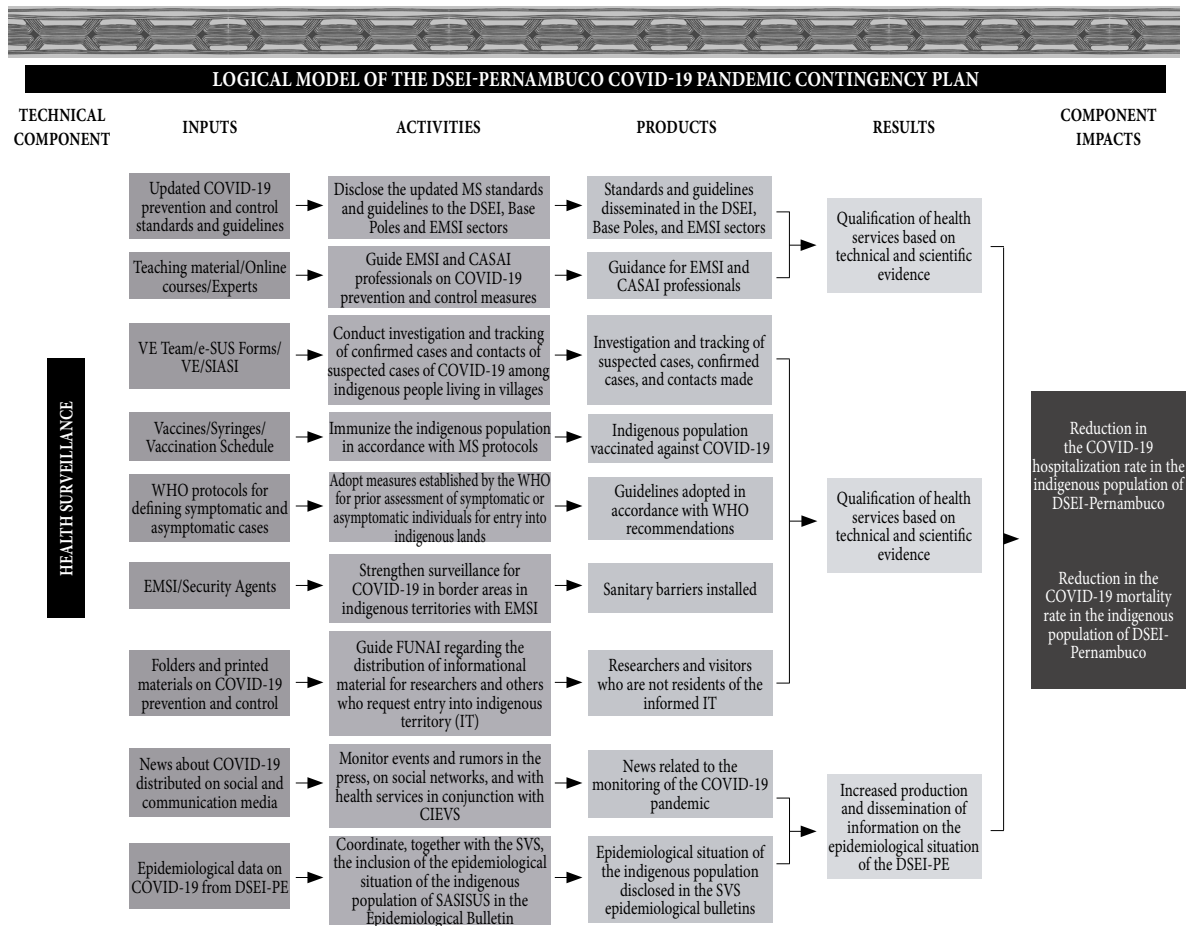 LOGICAL MODEL OF THE DSEI-PERNAMBUCO COVID-19 PANDEMIC CONTINGENCY PLAN
TECHNICAL
COMPONENT
INPUTS
ACTIVITIES
PRODUCTS
RESULTS
COMPONENT
IMPACTS
HEALTH SURVEILLANCE
Updated COVID-19
prevention and control
standards and guidelines
Disclose the updated MS standards
and guidelines to the DSEI, Base
Poles and EMSI sectors
Standards and guidelines
disseminated in the DSEI,
Base Poles, and EMSI sectors
Teaching material/Online
courses/Experts
Guide EMSI and CASAI
professionals on COVID-19
prevention and control measures
Guidance for EMSI and
CASAI professionals
Qualification of health
services based on
technical and scientific
evidence
VE Team/e-SUS Forms/
VE/SIASI
Conduct investigation and tracking
of confirmed cases and contacts of
suspected cases of COVID-19 among
indigenous people living in villages
Investigation and tracking of
suspected cases, confirmed
cases, and contacts made
Vaccines/Syringes/
Vaccination Schedule
Immunize the indigenous population
in accordance with MS protocols
Indigenous population
vaccinated against COVID-19
WHO protocols for
defining symptomatic and
asymptomatic cases
Adopt measures established by the WHO
for prior assessment of symptomatic or
asymptomatic individuals for entry into
indigenous lands
Guidelines adopted in
accordance with WHO
recommendations
EMSI/Security Agents
Strengthen surveillance for
COVID-19 in border areas in
indigenous territories with EMSI
Sanitary barriers installed
Folders and printed
materials on COVID-19
prevention and control
Guide FUNAI regarding the
distribution of informational
material for researchers and others
who request entry into indigenous
territory (IT)
Researchers and visitors
who are not residents of the
informed IT
Qualification of health
services based on
technical and scientific
evidence
News about COVID-19
distributed on social and
communication media
Monitor events and rumors in the
press, on social networks, and with
health services in conjunction with
CIEVS
News related to the
monitoring of the COVID-19
pandemic
Epidemiological data on
COVID-19 from DSEI-PE
Coordinate, together with the SVS,
the inclusion of the epidemiological
situation of the indigenous
population of SASISUS in the
Epidemiological Bulletin
Epidemiological situation of
the indigenous population
disclosed in the SVS
epidemiological bulletins
Increased production
and dissemination of
information on the
epidemiological situation
of the DSEI-PE
Reduction in
the COVID-19
hospitalization rate in the
indigenous population of
DSEI-Pernambuco
Reduction in the
COVID-19 mortality
rate in the indigenous
population of DSEI-
Pernambuco